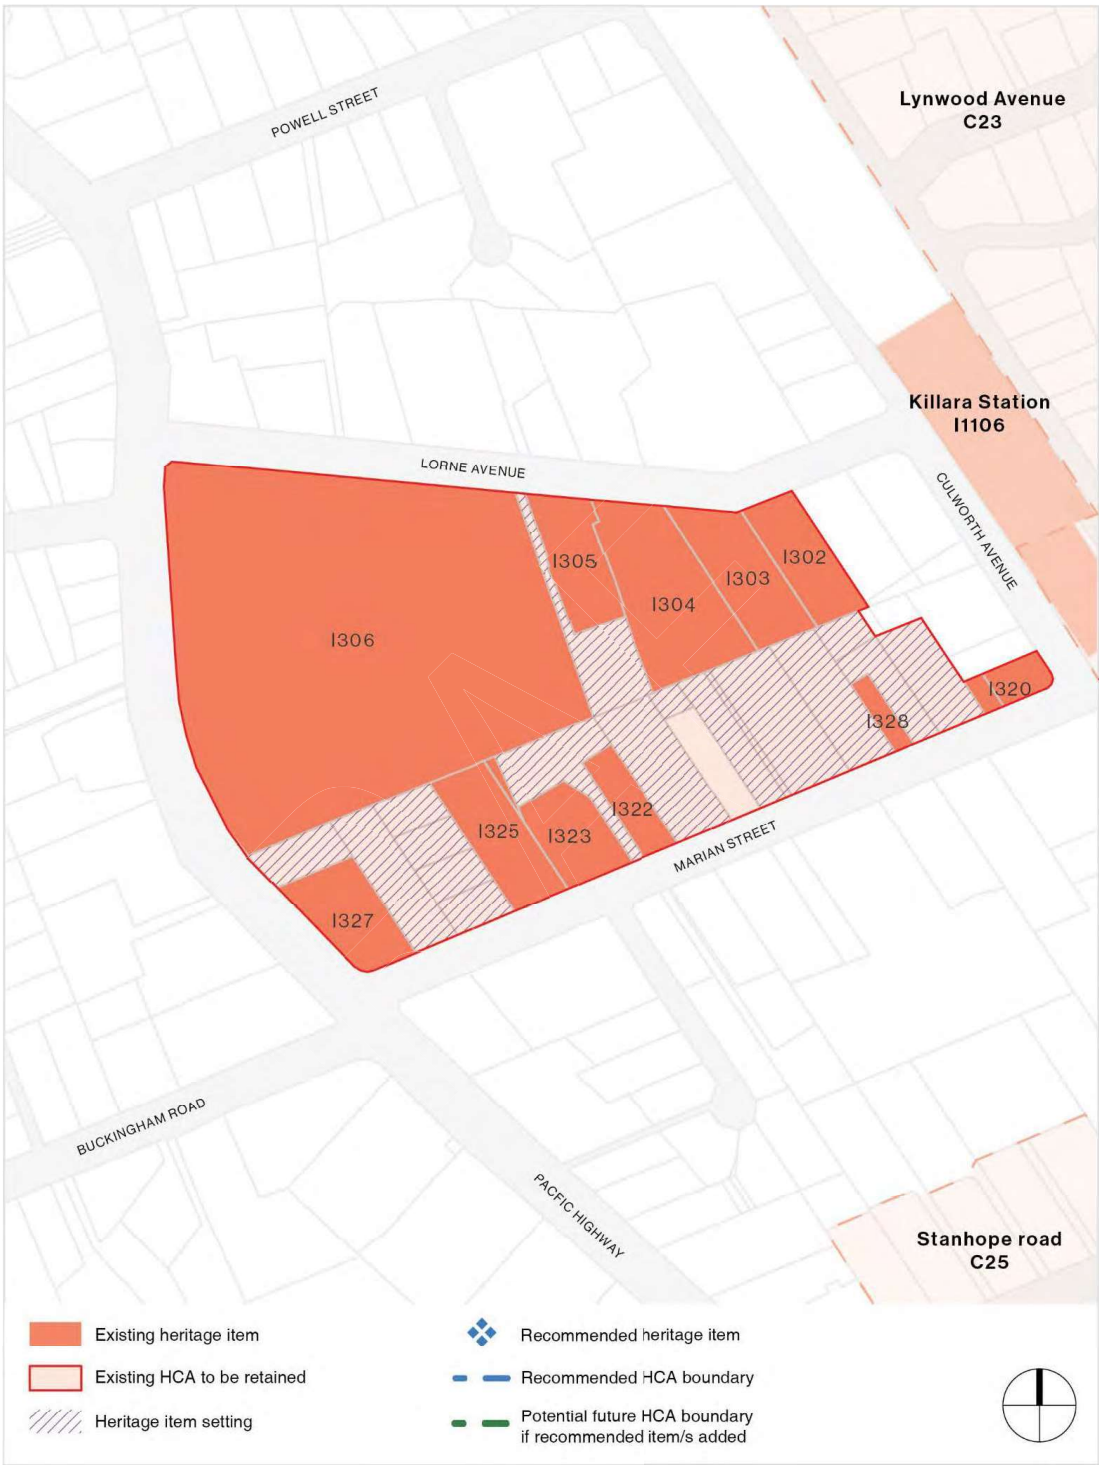 Lynwood Avenue
C23
POWELL STREET
Killara Station
I1106
LORNE AVENUE
CULWORTH AVENUE
I305
I302
I303
I304
I306
I320
I328
I322
I325
I323
MARIAN STREET
I327
BUCKINGHAM ROAD
PACFIC HIGHWAY
Stanhope road
C25
Existing heritage item
Existing HCA to be retained
Heritage item setting
Recommended heritage item
Recommended HCA boundary
Potential future HCA boundary
if recommended item/s added